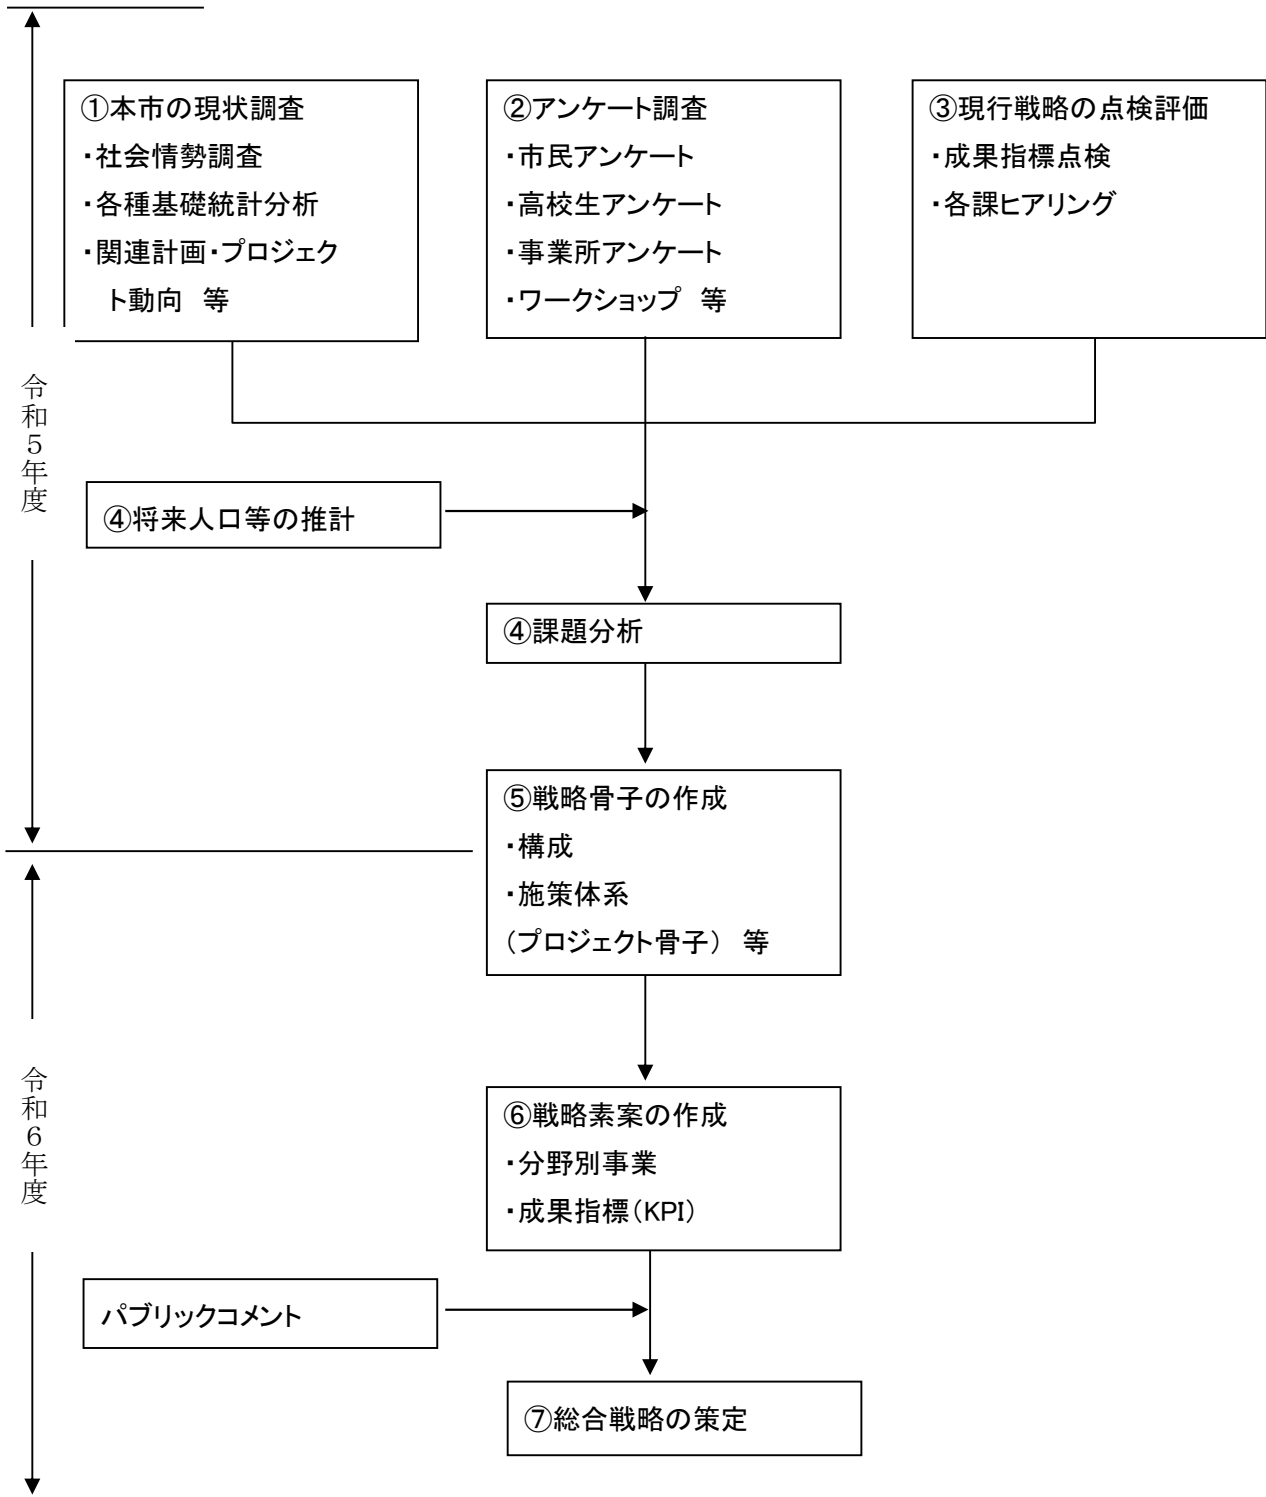 ①本市の現状調査
・社会情勢調査
・各種基礎統計分析
・関連計画・プロジェク
ト動向 等
②アンケート調査
・市民アンケート
・高校生アンケート
・事業所アンケート
・ワークショップ 等
③現行戦略の点検評価
・成果指標点検
・各課ヒアリング
令和5年度
④将来人口等の推計
④課題分析
⑤戦略骨子の作成
・構成
・施策体系
(プロジェクト骨子) 等
令和6年度
⑥戦略素案の作成
・分野別事業
・成果指標(KPI)
パブリックコメント
⑦総合戦略の策定